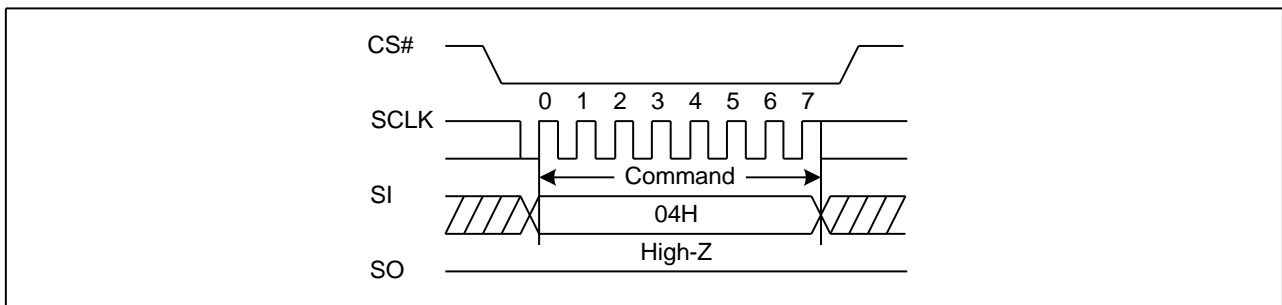 CS#
0 1 2 3 4 5 6 7
SCLK
Command
SI
04H
High-Z
SO